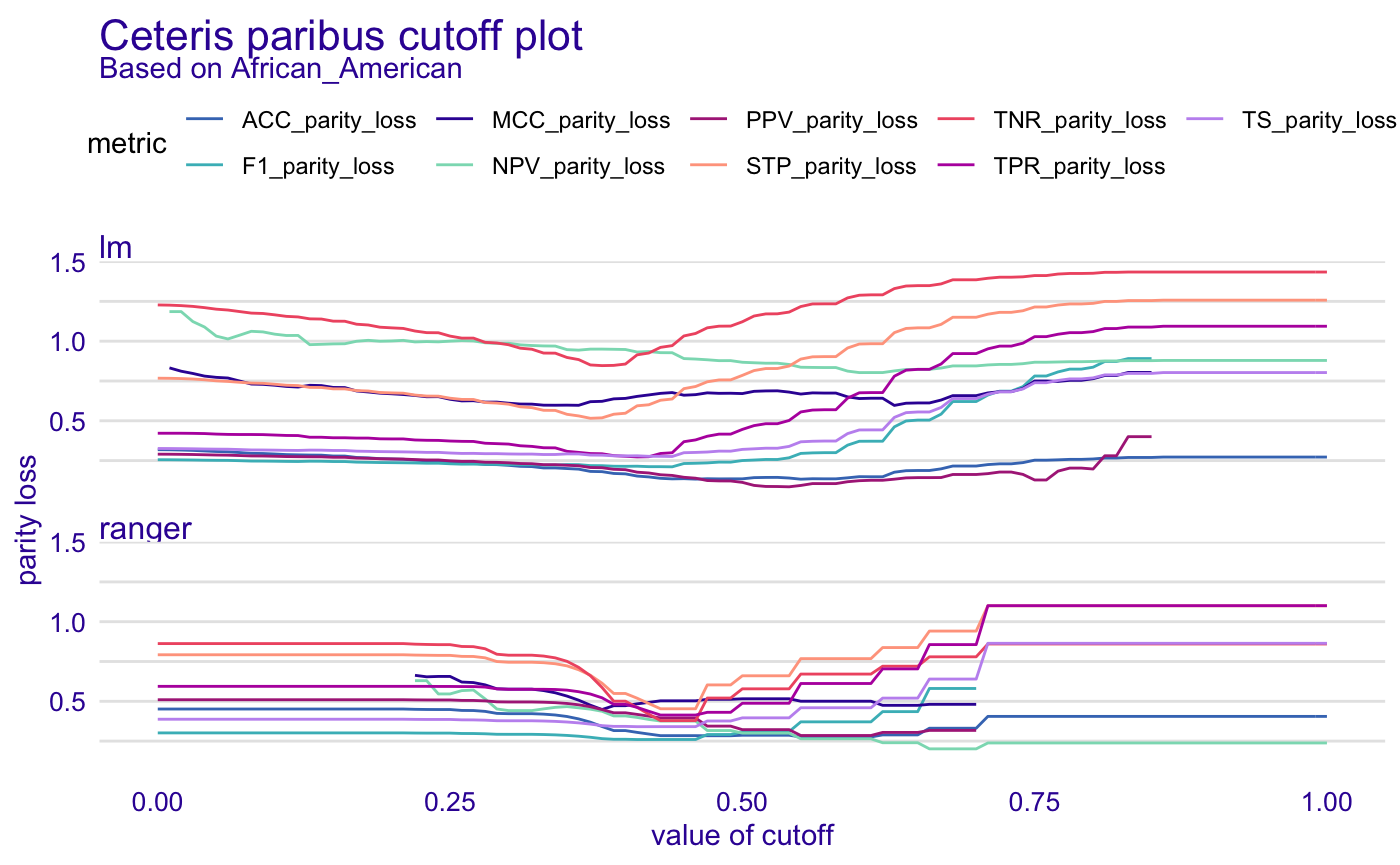 Ceteris paribus cutoff plot
Based on African_American
metric
ACC_parity_loss MCC_parity_loss PPV_parity_loss TNR_parity_loss TS_parity_loss
F1_parity_loss NPV_parity_loss STP_parity_loss TPR_parity_loss
lm
1.5
1.0
0.5
parity loss
ranger
1.5
1.0
0.5
0.00 0.25 0.50 0.75 1.00
value of cutoff